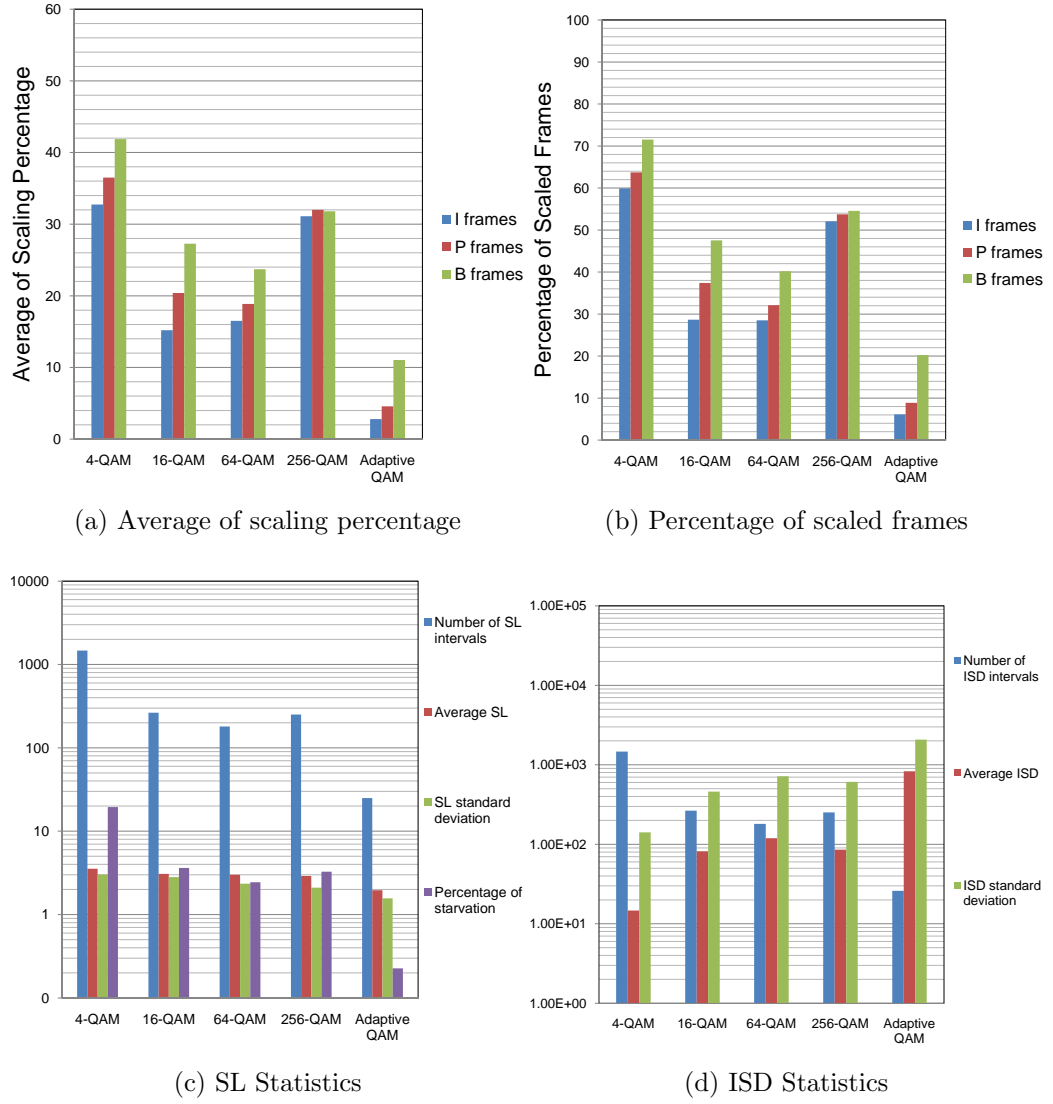 60
50
40
30
20
10
0
Average of Scaling Percentage
4-QAM 16-QAM 64-QAM 256-QAM Adaptive
QAM
I frames
P frames
B frames
(a) Average of scaling percentage
100
90
80
70
60
50
40
30
20
10
0
Percentage of Scaled Frames
4-QAM 16-QAM 64-QAM 256-QAM Adaptive
QAM
I frames
P frames
B frames
(b) Percentage of scaled frames
10000
1000
100
10
1
0
4-QAM 16-QAM 64-QAM 256-QAM Adaptive
QAM
Number of SL
intervals
Average SL
SL standard
deviation
Percentage of
starvation
(c) SL Statistics
1.00E+05
1.00E+04
1.00E+03
1.00E+02
1.00E+01
1.00E+00
4-QAM 16-QAM 64-QAM 256-QAM Adaptive
QAM
Number of
ISD intervals
Average ISD
ISD standard
deviation
(d) ISD Statistics